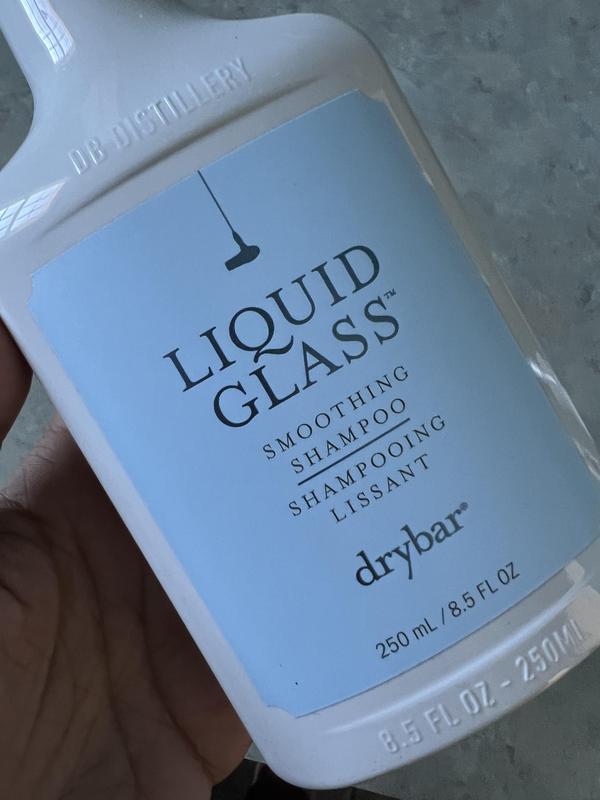 DB DISTILLERY
LIQUID
GLASS™
SMOOTHING
SHAMPOO
SHAMPOOING
LISSANT
drybar®
250 mL / 8.5 FL OZ
8.5 FL OZ - 250Ml